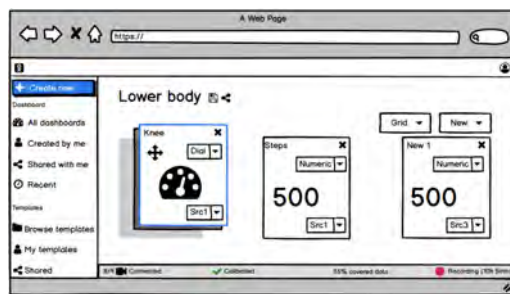 A Web Page
https://
Create new
Dashboard
All dashboards
Created by me
Shared with me
Recent
Templates
Browse templates
My templates
Shared
Lower body
Grid
New
Knee
Dial
Src1
Steps
Numeric
500
Src1
New 1
Numeric
500
Src3
Connected
Calibrated
covered data
Recording